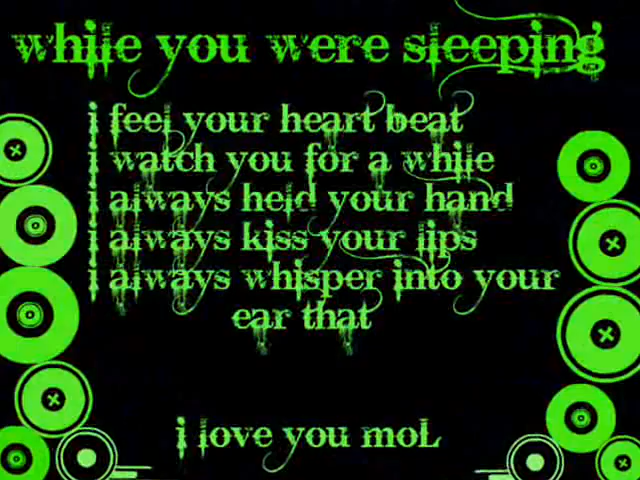 while you were sleeping
i feel your heart beat
i watch you for a while
i always held your hand
i always kiss your lips
i always whisper into your
ear that
i love you moL